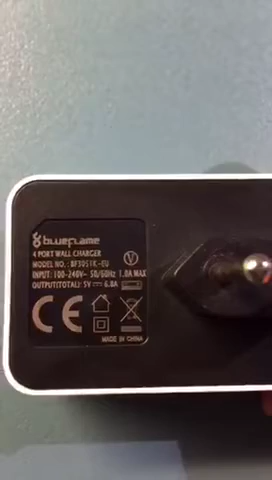 blueflame
4 PORT WALL CHARGER
MODEL NO.: BF3051K-EU
INPUT: 100-240V~ 50/60Hz 1.0A MAX
OUTPUT(TOTAL): 5V⎓ 6.8A
CE
MADE IN CHINA